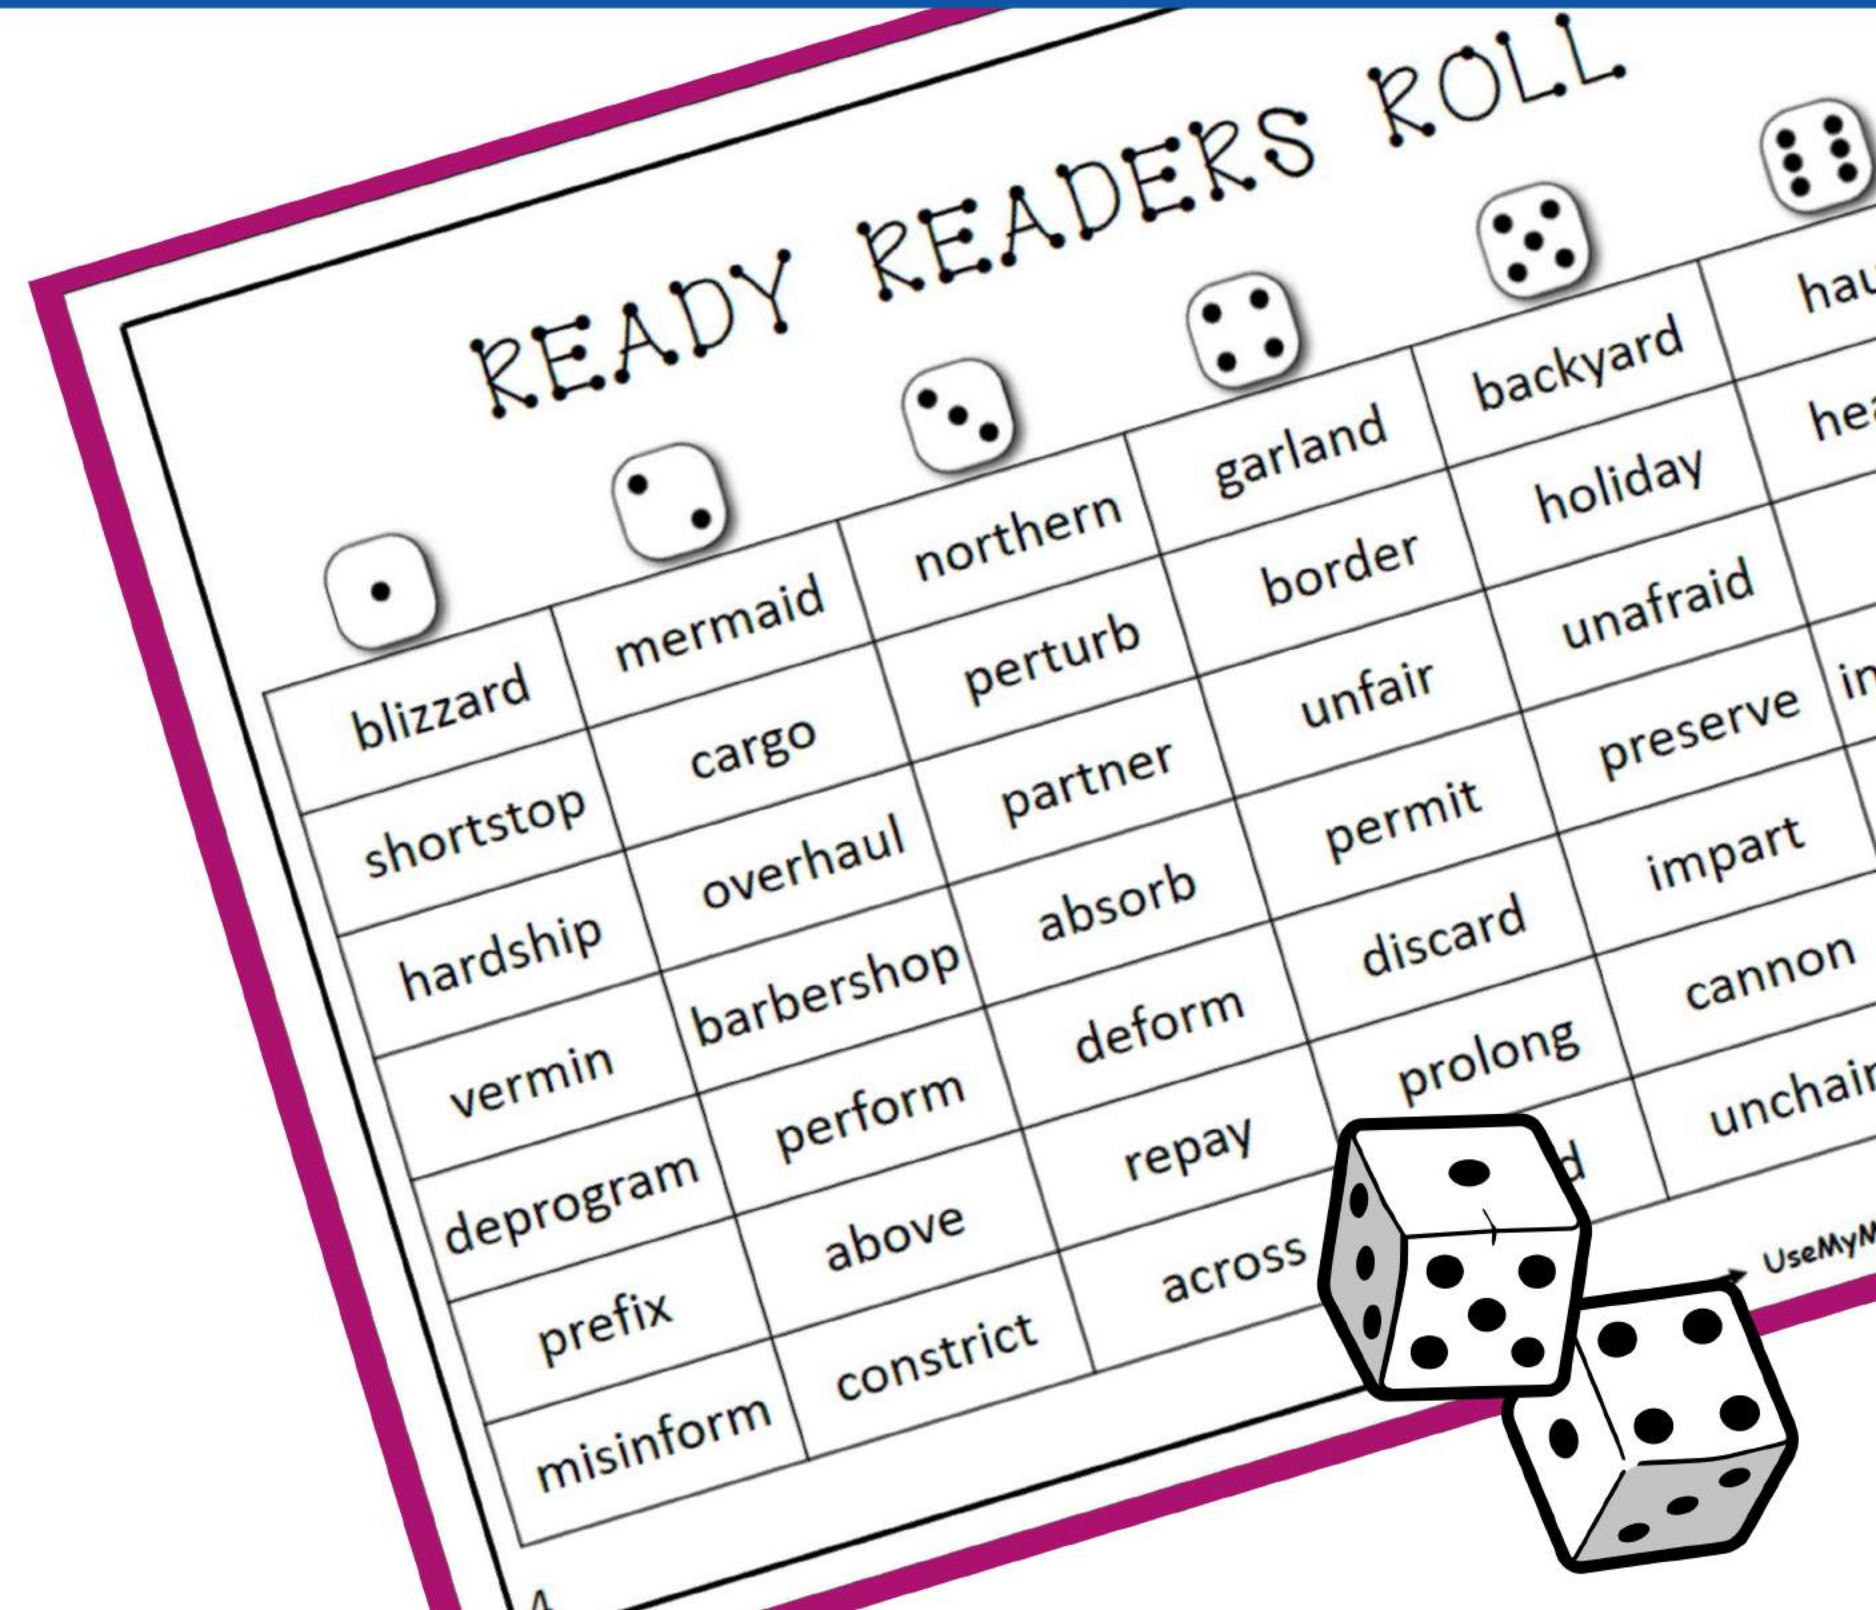 READY READERS ROLL
blizzard mermaid northern garland backyard
shortstop cargo perturb border holiday
hardship overhaul partner unfair unafraid
vermin barbershop absorb permit preserve
deprogram perform deform discard impart
prefix above repay prolong cannon
misinform constrict across unchain